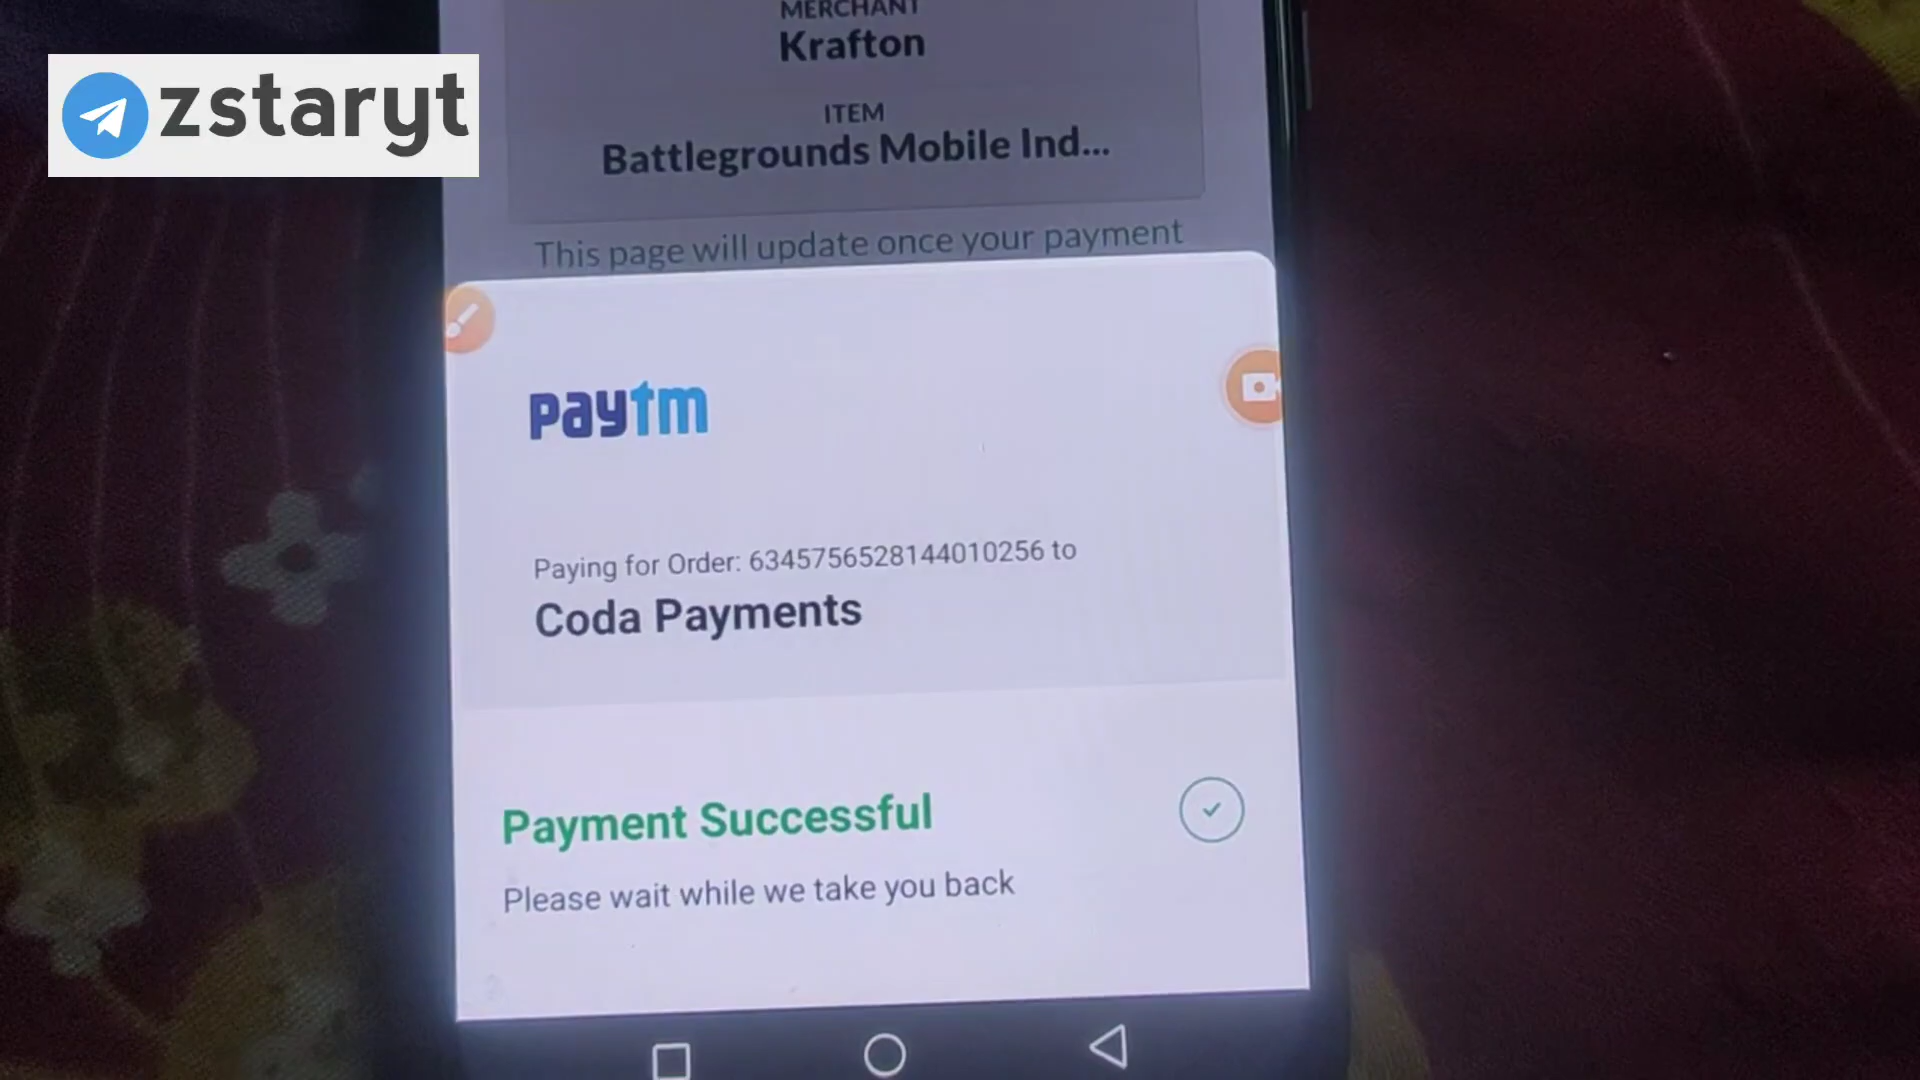 zstaryt
MERCHANT
Krafton
ITEM
Battlegrounds Mobile Ind...
This page will update once your payment
paytm
Paying for Order: 6345756528144010256 to
Coda Payments
Payment Successful
Please wait while we take you back